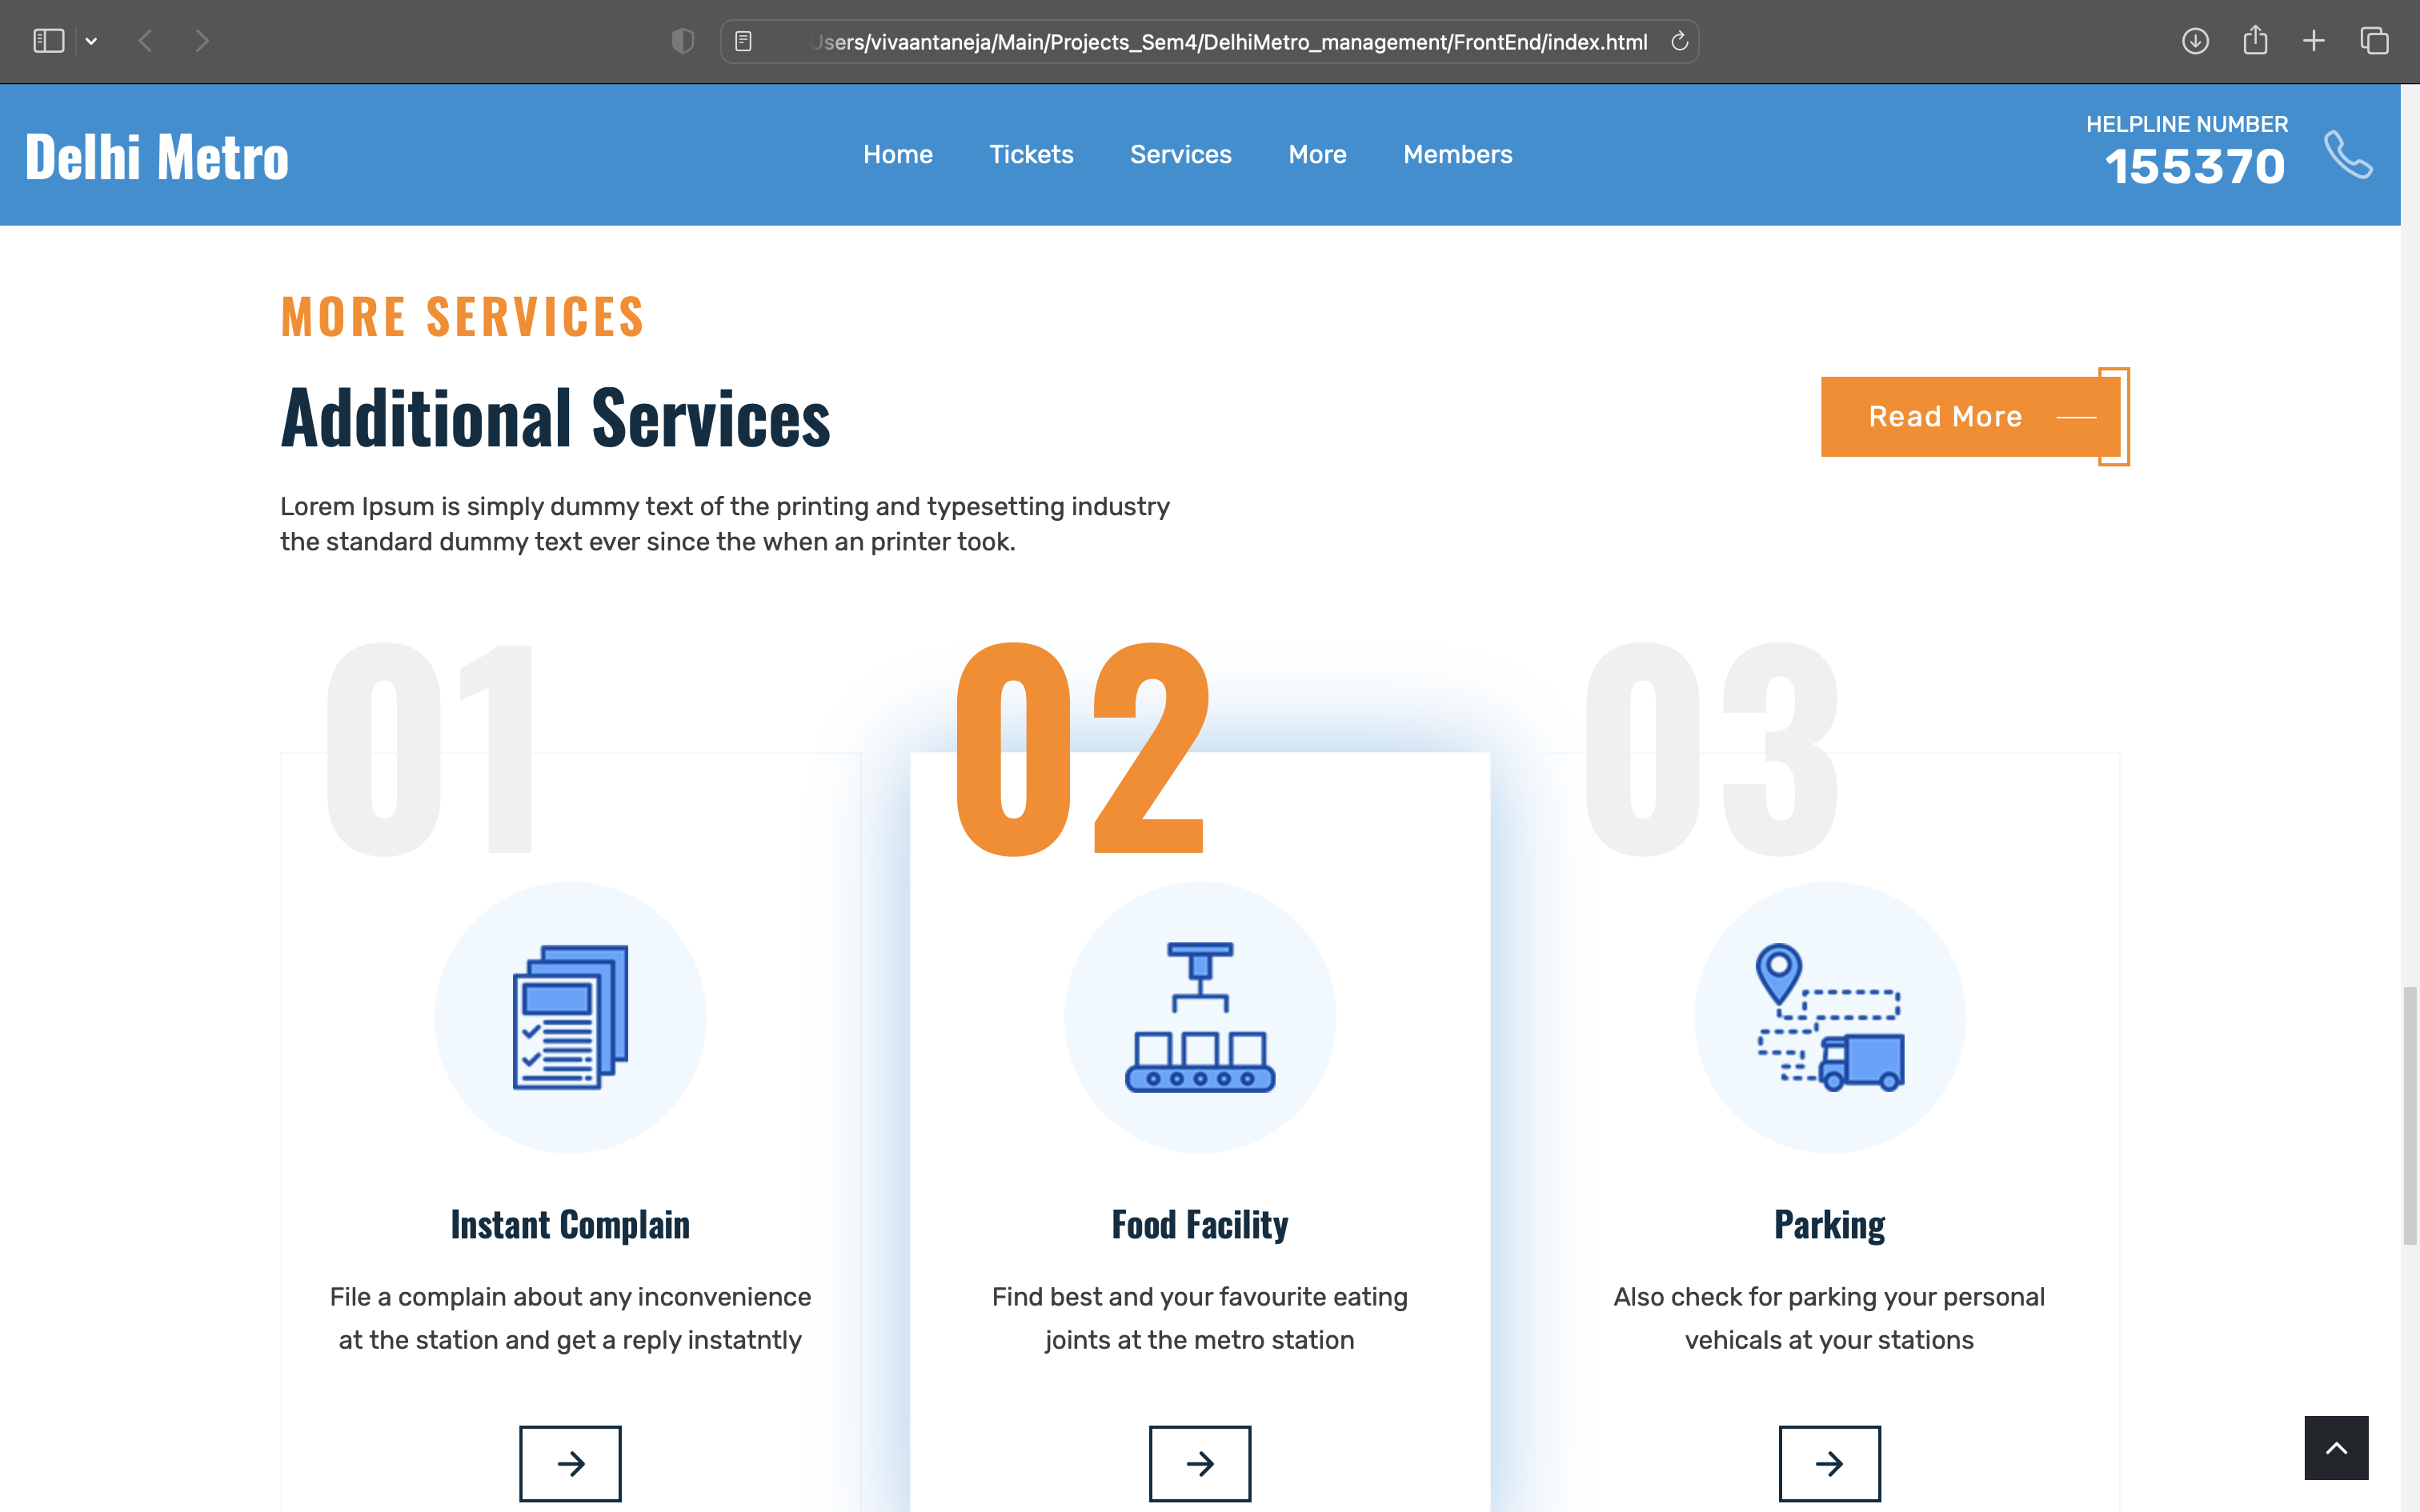 Users/vivaantaneja/Main/Projects_Sem4/DelhiMetro_management/FrontEnd/index.html
Delhi Metro
Home
Tickets
Services
More
Members
HELPLINE NUMBER
155370
MORE SERVICES
Additional Services
Read More
Lorem Ipsum is simply dummy text of the printing and typesetting industry
the standard dummy text ever since the when an printer took.
01
02
03
Instant Complain
File a complain about any inconvenience
at the station and get a reply instatntly
Food Facility
Find best and your favourite eating
joints at the metro station
Parking
Also check for parking your personal
vehicals at your stations